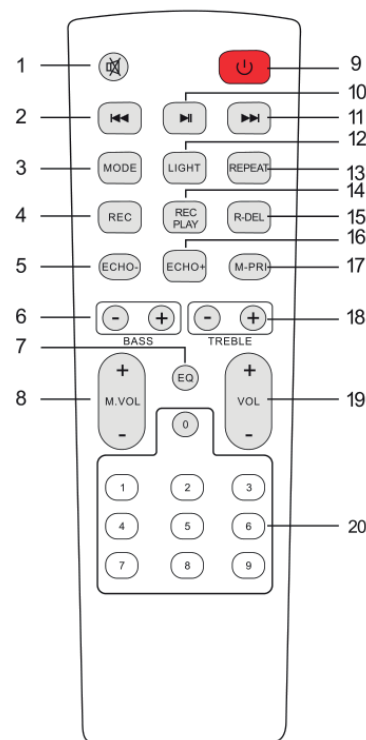 1
9
10
2
11
12
3
MODE
LIGHT
REPEAT
13
14
4
REC
REC
PLAY
R-DEL
15
16
5
ECHO-
ECHO+
M-PRI
17
6
-
+
-
+
18
BASS
TREBLE
7
EQ
8
+
M.VOL
-
+
VOL
-
19
0
1
2
3
4
5
6
20
7
8
9